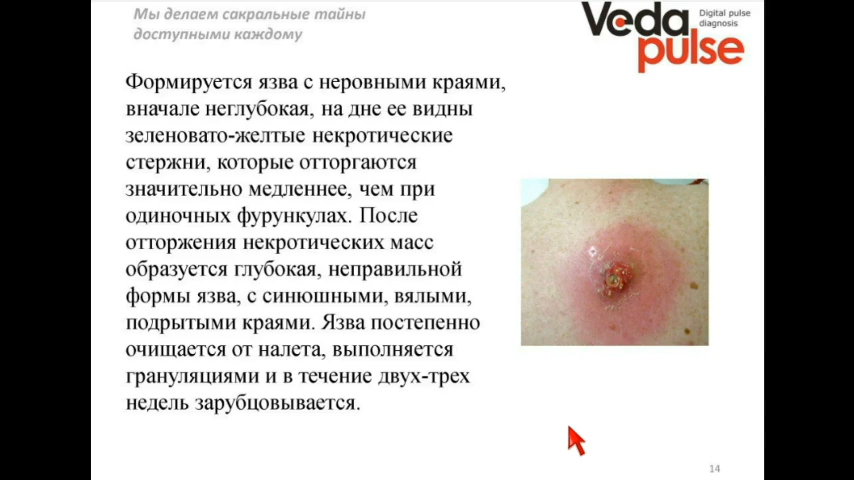 Мы делаем сакральные тайны
доступными каждому
Veda pulse
Digital pulse
diagnosis
Формируется язва с неровными краями,
вначале неглубокая, на дне ее видны
зеленовато-желтые некротические
стержни, которые отторгаются
значительно медленнее, чем при
одиночных фурункулах. После
отторжения некротических масс
образуется глубокая, неправильной
формы язва, с синюшными, вялыми,
подрытыми краями. Язва постепенно
очищается от налета, выполняется
грануляциями и в течение двух-трех
недель зарубцовывается.
14